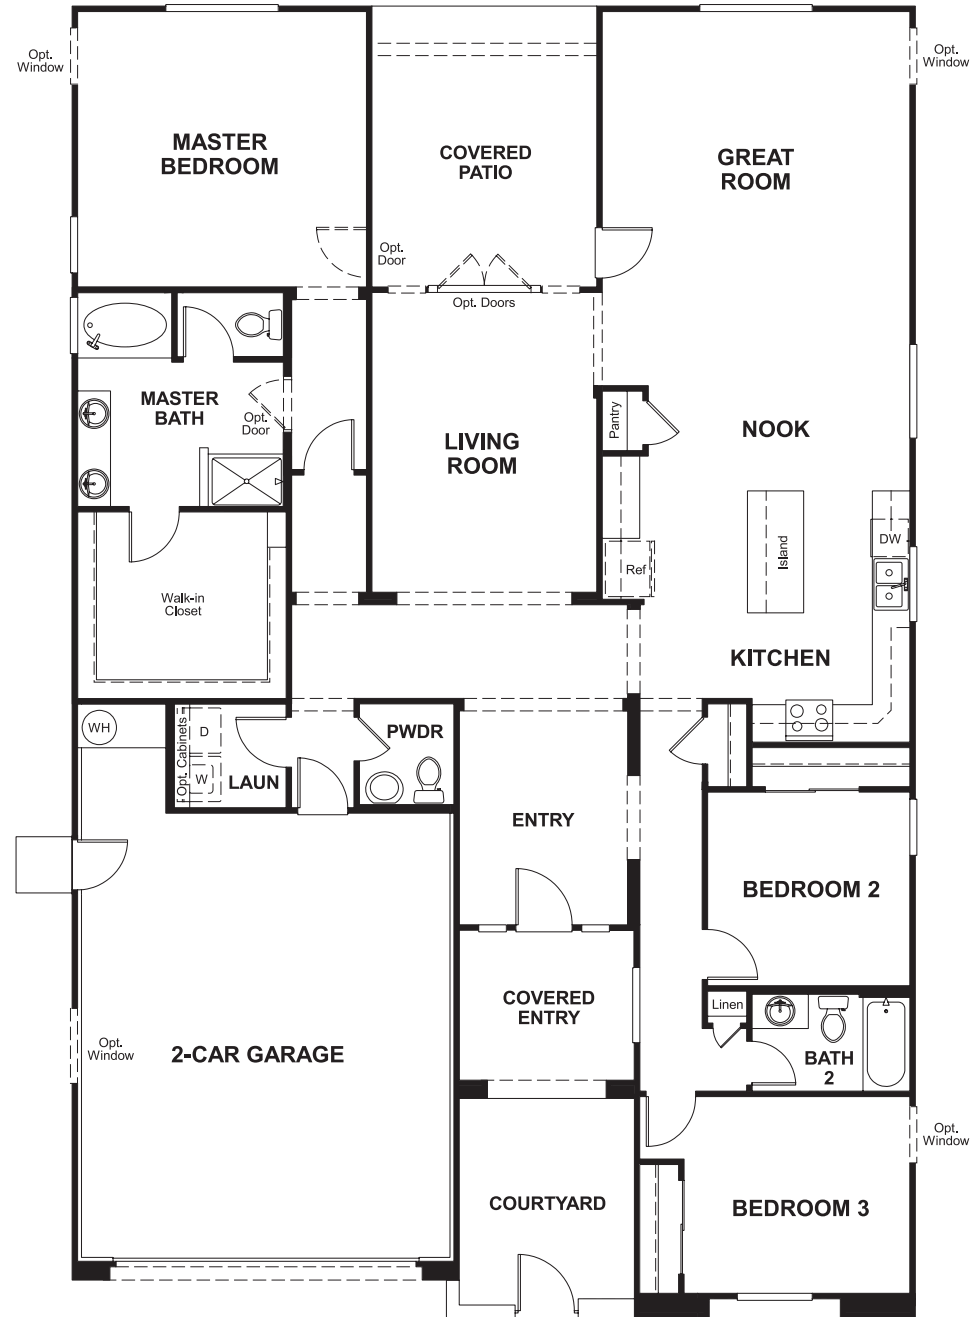 Opt.
Window
MASTER
BEDROOM
COVERED
PATIO
GREAT
ROOM
Opt.
Window
Opt.
Door
Opt. Doors
MASTER
BATH
Opt.
Door
LIVING
ROOM
Pantry
NOOK
Island
DW
Ref
Walk-in
Closet
KITCHEN
WH
Opt. Cabinets
D
W
LAUN
PWDR
ENTRY
BEDROOM 2
COVERED
ENTRY
Linen
BATH
2
Opt.
Window
2-CAR GARAGE
Opt.
Window
COURTYARD
BEDROOM 3